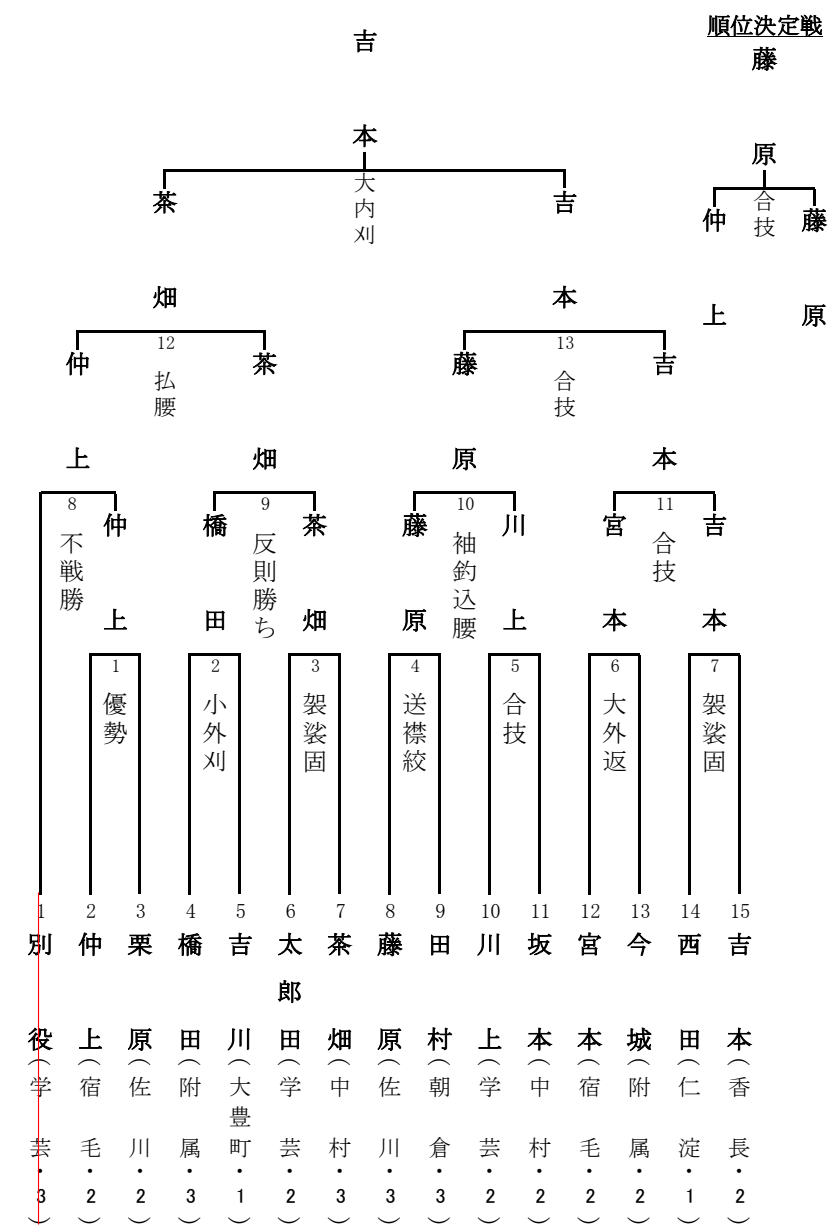 順位決定戦
藤原
吉本
大内刈
合技
茶畑
吉本
仲上
藤原
12
払腰
13
合技
仲上
茶畑
藤原
吉本
8
不戦勝
9
反則勝ち
10
袖釣込腰
11
合技
仲上
橋田
茶畑
藤原
川上
宮本
吉本
1
優勢
2
小外刈
3
袈裟固
4
送襟絞
5
合技
6
大外返
7
袈裟固
1 別役(学芸・3)
2 仲上(宿毛・2)
3 栗原(佐川・2)
4 橋田(附属・3)
5 吉川(大豊町・1)
6 太郎田(学芸・2)
7 茶畑(中村・3)
8 藤原(佐川・3)
9 田村(朝倉・3)
10 川上(学芸・2)
11 坂本(中村・2)
12 宮本(宿毛・2)
13 今城(附属・2)
14 西田(仁淀・1)
15 吉本(香長・2)